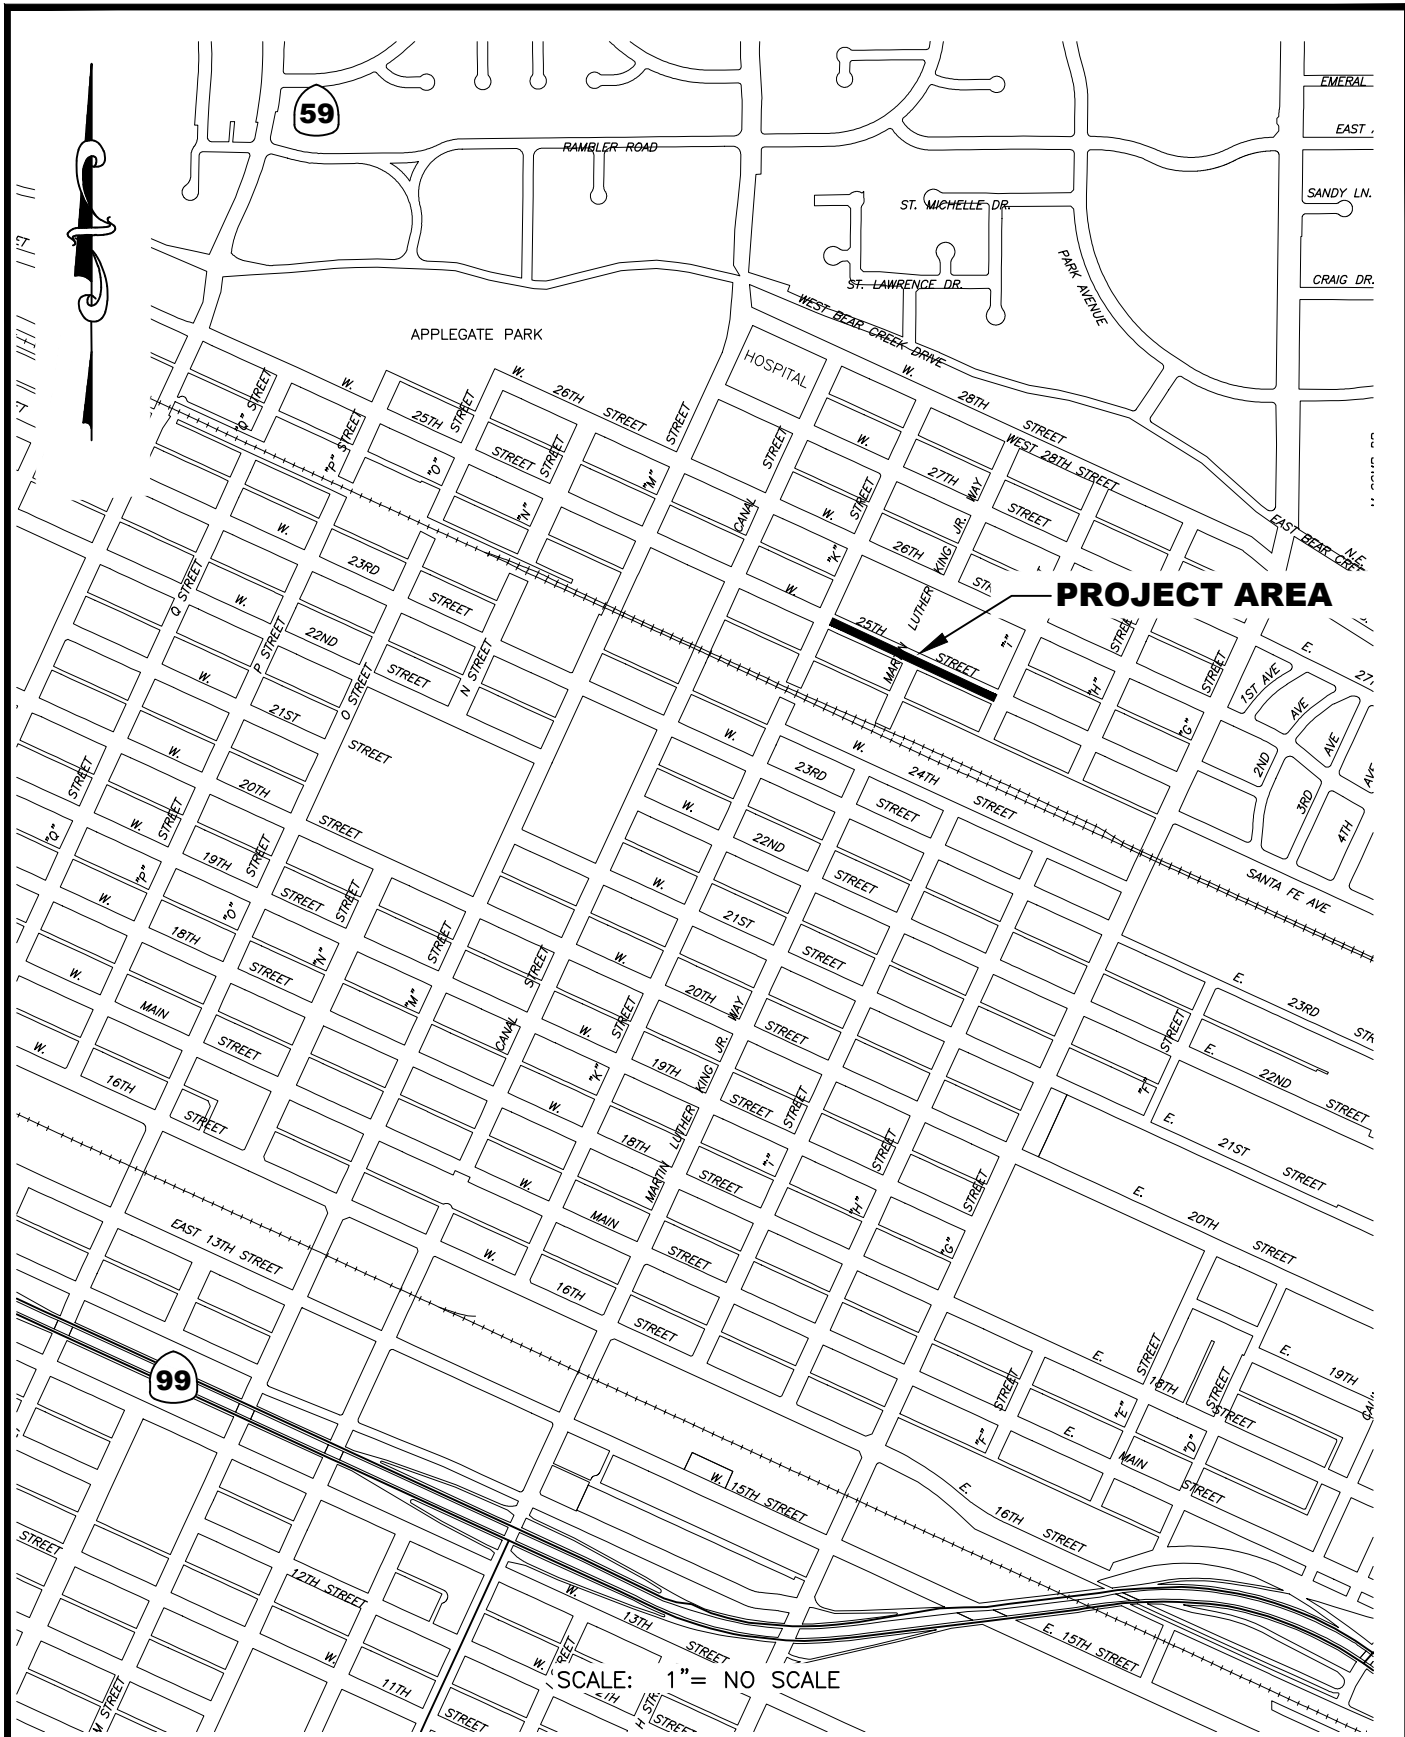 59
EMERAL
EAST
RAMBLER ROAD
SANDY LN.
ST. MICHELLE DR.
PARK AVENUE
CRAIG DR.
ST. LAWRENCE DR.
WEST BEAR CREEK DRIVE
APPLEGATE PARK
HOSPITAL
W. 28TH STREET
WEST 28TH STREET
W. 26TH STREET
W. 25TH STREET
"Q" STREET
"P" STREET
"O" STREET
"N" STREET
"M" STREET
CANAL STREET
"K" STREET
W. 27TH STREET
W. 26TH
MARTIN LUTHER KING JR. WAY
EAST BEAR CRE
N.E.
PROJECT AREA
W. 25TH STREET
"I"
"H" STREET
"G" STREET
E. 27
1ST AVE
2ND AVE
3RD AVE
4TH AVE
W. 23RD STREET
Q STREET
W. 22ND STREET
P STREET
O STREET
N STREET
W. 21ST STREET
W. 20TH STREET
W. 24TH STREET
W. 23RD STREET
W. 22ND STREET
W. 21ST STREET
W. 20TH STREET
SANTA FE AVE
E. 23RD
E. 22ND STREET
E. 21ST STREET
E. 20TH STREET
"Q" STREET
"P" STREET
"O" STREET
"N" STREET
"M" STREET
CANAL STREET
"K" STREET
MARTIN LUTHER KING JR. WAY
"I" STREET
"H" STREET
"G" STREET
"F" STREET
W. 19TH STREET
W. 18TH STREET
W. MAIN STREET
W. 16TH STREET
W. 19TH STREET
W. 18TH STREET
W. MAIN STREET
W. 16TH STREET
EAST 13TH STREET
99
E. 19TH
E. 18TH STREET
E. MAIN STREET
E. 16TH STREET
"F" STREET
"E" STREET
"D" STREET
W. 15TH STREET
E. 15TH STREET
12TH STREET
W. 13TH STREET
W. 11TH STREET
M STREET
STREET
SCALE: 1"= NO SCALE